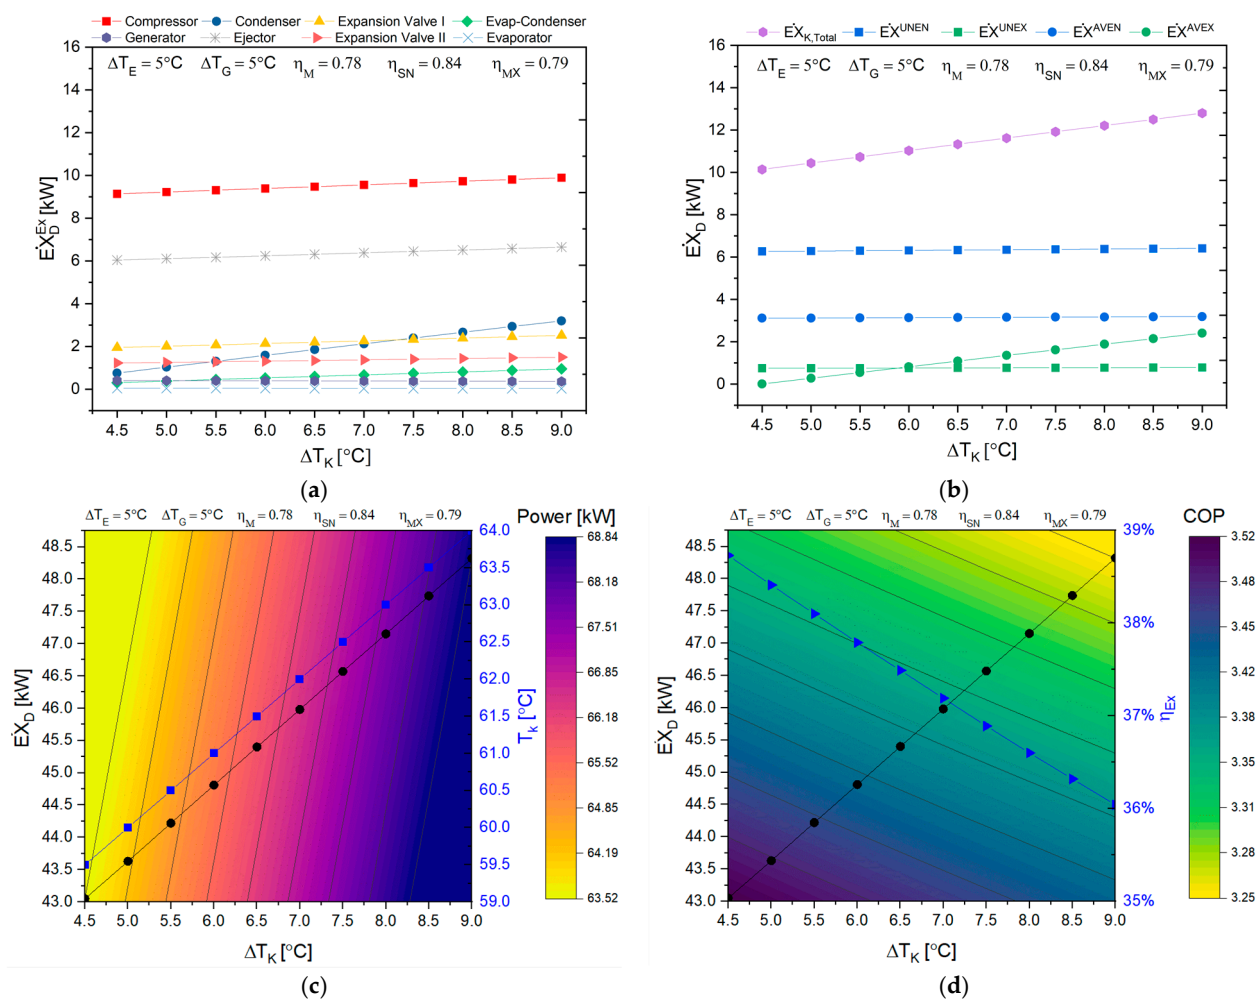 Compressor Condenser Expansion Valve I Evap-Condenser
Generator Ejector Expansion Valve II Evaporator
ΔT_E = 5°C ΔT_G = 5°C η_M = 0.78 η_SN = 0.84 η_MX = 0.79
16
14
12
10
8
6
4
2
0
ĖX_D^Ex [kW]
4.5 5.0 5.5 6.0 6.5 7.0 7.5 8.0 8.5 9.0
ΔT_K [°C]
(a)
ĖX_K,Total ĖX^UNEN ĖX^UNEX ĖX^AVEN ĖX^AVEX
ΔT_E = 5°C ΔT_G = 5°C η_M = 0.78 η_SN = 0.84 η_MX = 0.79
16
14
12
10
8
6
4
2
0
ĖX_D [kW]
4.5 5.0 5.5 6.0 6.5 7.0 7.5 8.0 8.5 9.0
ΔT_K [°C]
(b)
ΔT_E = 5°C ΔT_G = 5°C η_M = 0.78 η_SN = 0.84 η_MX = 0.79
Power [kW]
48.5
48.0
47.5
47.0
46.5
46.0
45.5
45.0
44.5
44.0
43.5
43.0
ĖX_D [kW]
64.0
63.5
63.0
62.5
62.0
61.5
61.0
60.5
60.0
59.5
59.0
T_k [°C]
68.84
68.18
67.51
66.85
66.18
65.52
64.85
64.19
63.52
4.5 5.0 5.5 6.0 6.5 7.0 7.5 8.0 8.5 9.0
ΔT_K [°C]
(c)
ΔT_E = 5°C ΔT_G = 5°C η_M = 0.78 η_SN = 0.84 η_MX = 0.79
COP
48.5
48.0
47.5
47.0
46.5
46.0
45.5
45.0
44.5
44.0
43.5
43.0
ĖX_D [kW]
39%
38%
37%
36%
35%
η_Ex
3.52
3.48
3.45
3.42
3.38
3.35
3.31
3.28
3.25
4.5 5.0 5.5 6.0 6.5 7.0 7.5 8.0 8.5 9.0
ΔT_K [°C]
(d)